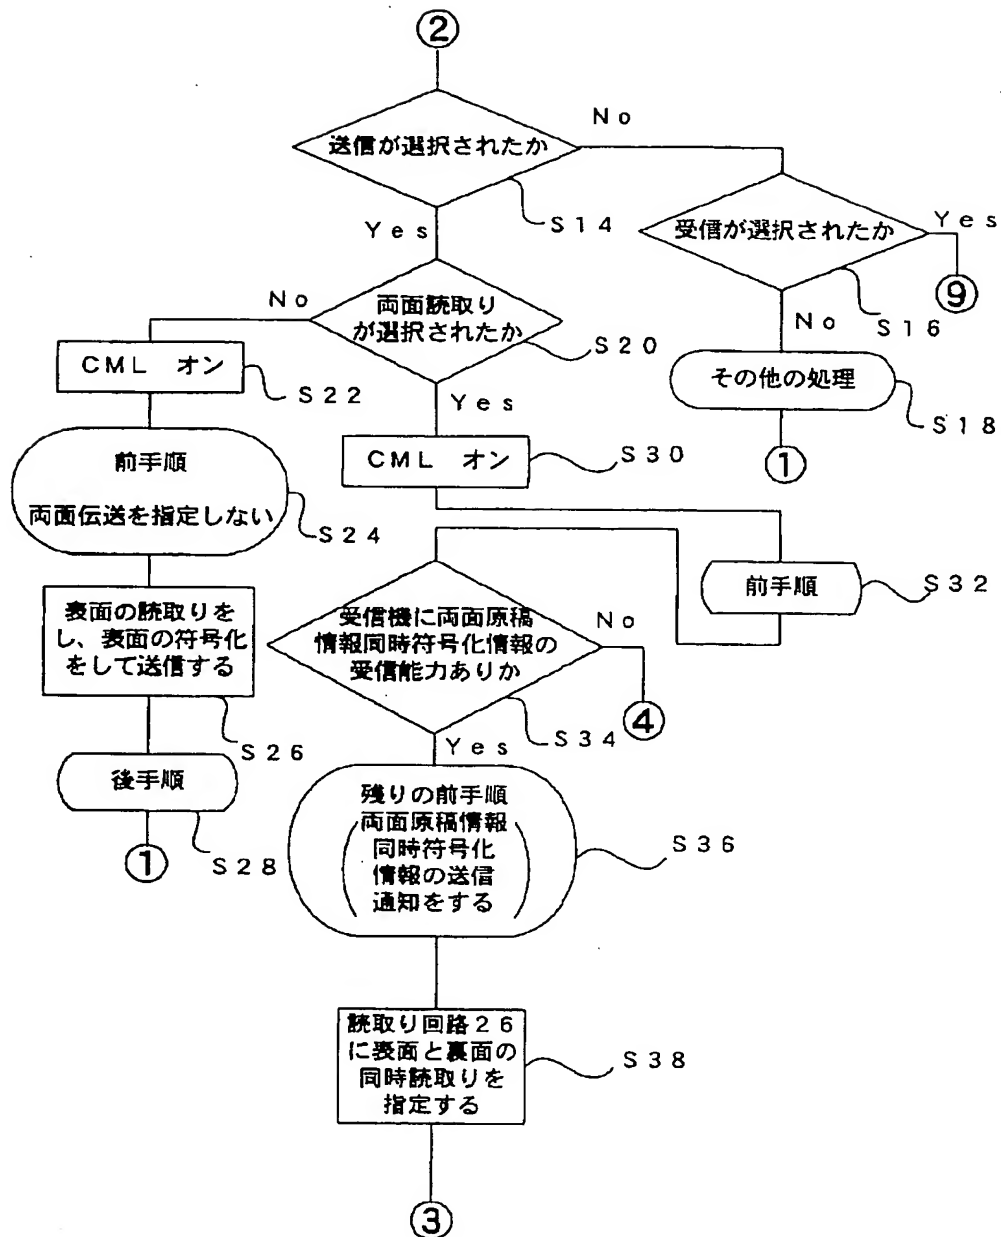 ②
送信が選択されたか
No
S14
Yes
受信が選択されたか
Yes
⑨
S16
No
その他の処理
S18
①
両面読取り
が選択されたか
No
S20
Yes
CML オン
S22
前手順
両面伝送を指定しない
S24
表面の読取りを
し、表面の符号化
をして送信する
S26
後手順
S28
①
CML オン
S30
前手順
S32
受信機に両面原稿
情報同時符号化情報の
受信能力ありか
No
④
S34
Yes
残りの前手順
両面原稿情報
同時符号化
情報の送信
通知をする
S36
読取り回路26
に表面と裏面の
同時読取りを
指定する
S38
③